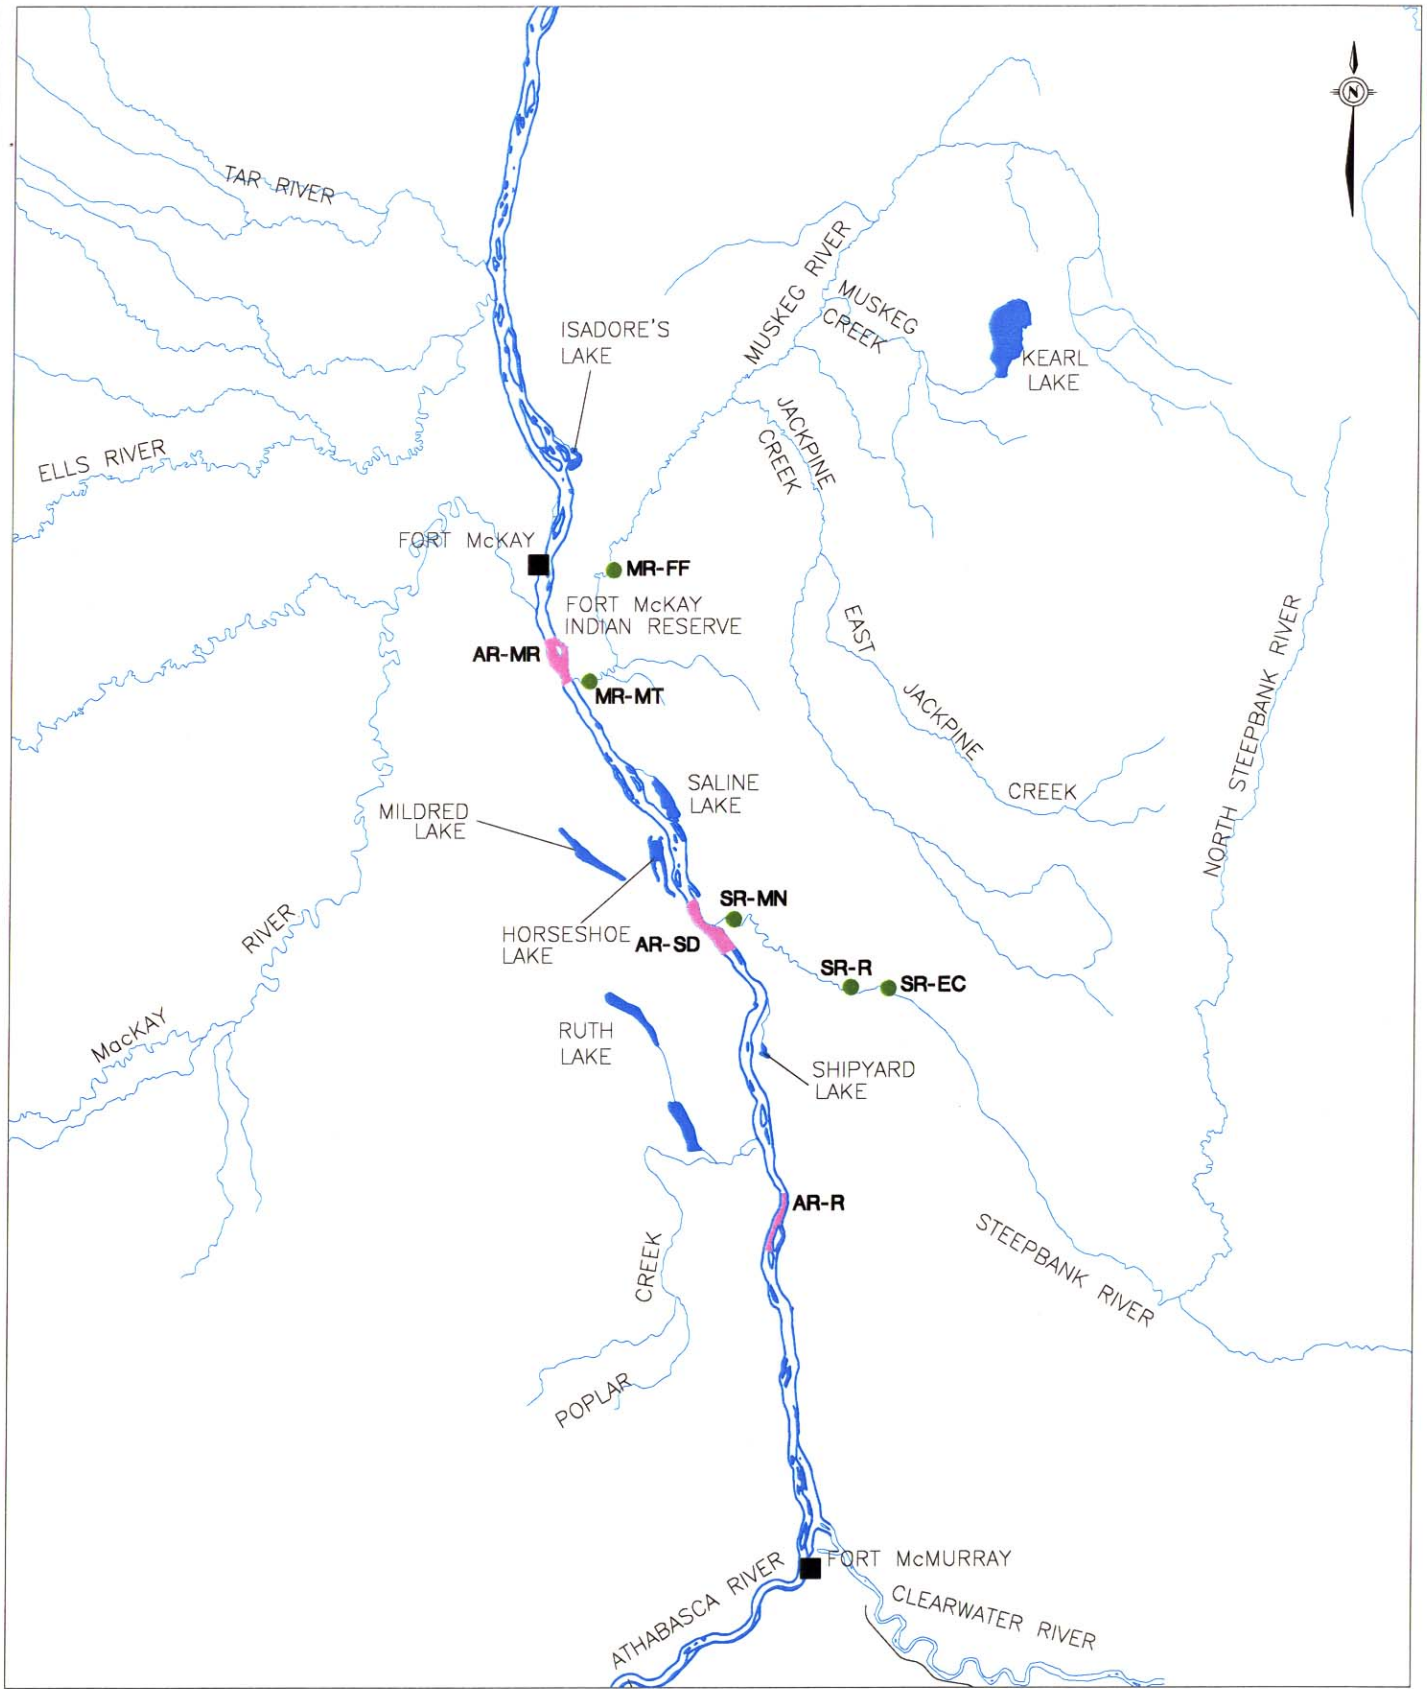 N
TAR RIVER
MUSKEG RIVER
MUSKEG
CREEK
ISADORE'S
LAKE
KEARL
LAKE
JACKPINE
CREEK
ELLS RIVER
FORT McKAY
MR-FF
FORT McKAY
INDIAN RESERVE
AR-MR
MR-MT
EAST
JACKPINE
CREEK
NORTH STEEPBANK RIVER
SALINE
LAKE
MILDRED
LAKE
SR-MN
HORSESHOE
LAKE
AR-SD
SR-R
SR-EC
MacKAY
RIVER
RUTH
LAKE
SHIPYARD
LAKE
AR-R
STEEPBANK RIVER
POPLAR
CREEK
FORT McMURRAY
ATHABASCA RIVER
CLEARWATER RIVER